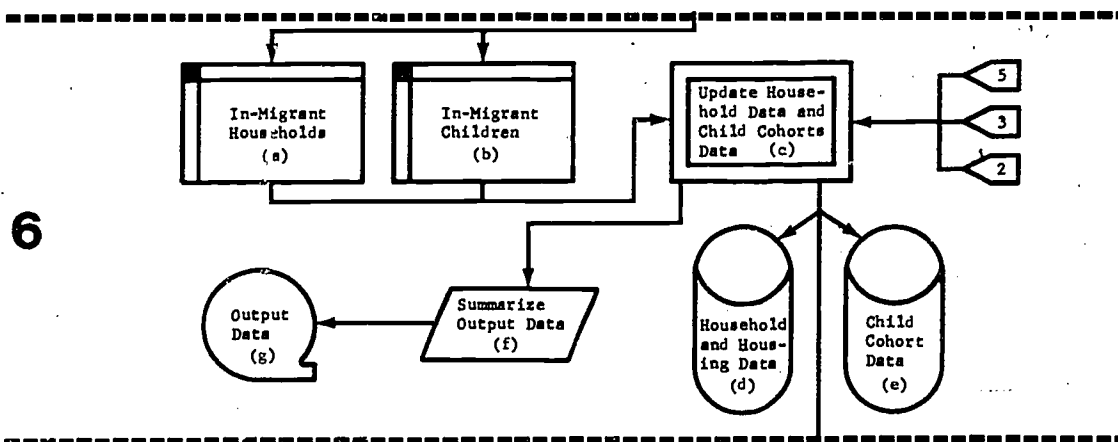 In-Migrant
Households
(a)
In-Migrant
Children
(b)
Update House-
hold Data and
Child Cohorts
Data (c)
5
3
2
6
Output
Data
(g)
Summarize
Output Data
(f)
Household
and Hous-
ing Data
(d)
Child
Cohort
Data
(e)